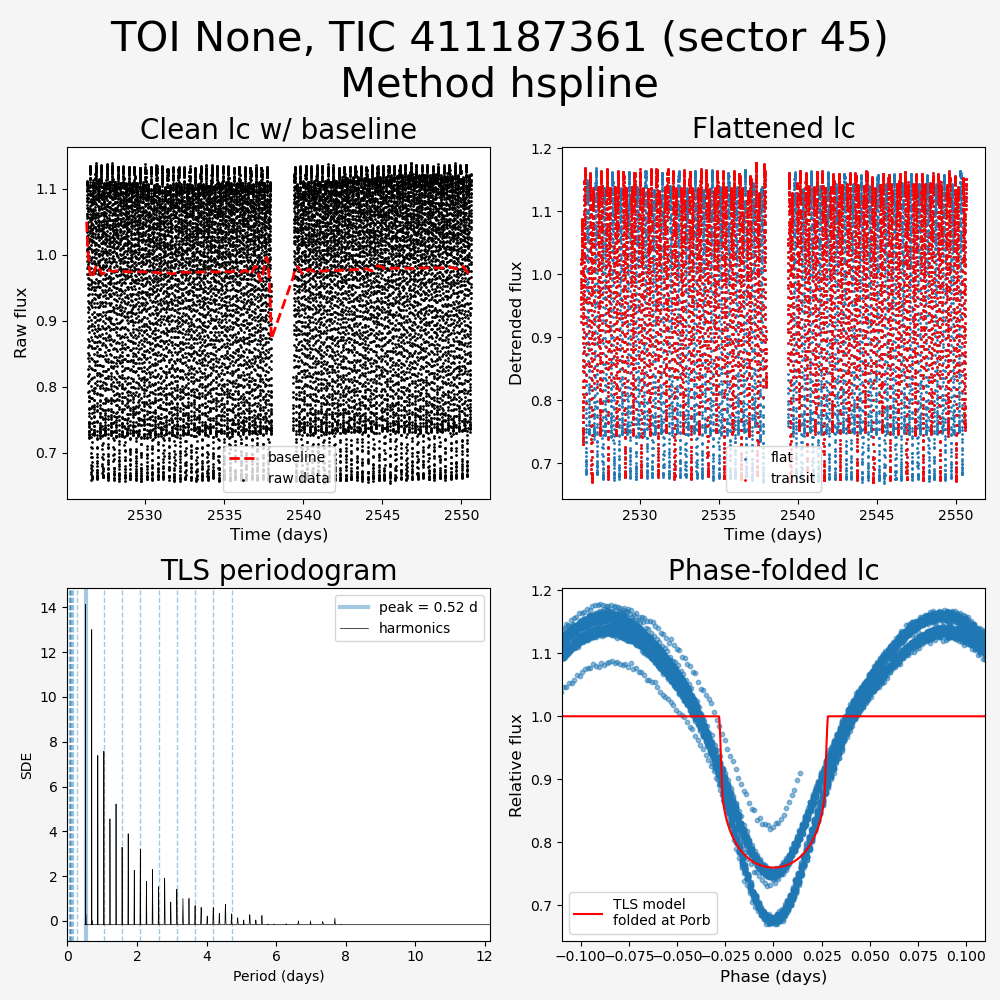 TOI None, TIC 411187361 (sector 45)
Method hspline
Clean lc w/ baseline
Flattened lc
Raw flux
1.1
1.0
0.9
0.8
0.7
baseline
raw data
2530
2535
2540
2545
2550
Time (days)
Detrended flux
1.2
1.1
1.0
0.9
0.8
0.7
flat
transit
2530
2535
2540
2545
2550
Time (days)
TLS periodogram
Phase-folded lc
SDE
14
12
10
8
6
4
2
0
peak = 0.52 d
harmonics
0
2
4
6
8
10
12
Period (days)
Relative flux
1.2
1.1
1.0
0.9
0.8
0.7
TLS model
folded at Porb
−0.100
−0.075
−0.050
−0.025
0.000
0.025
0.050
0.075
0.100
Phase (days)